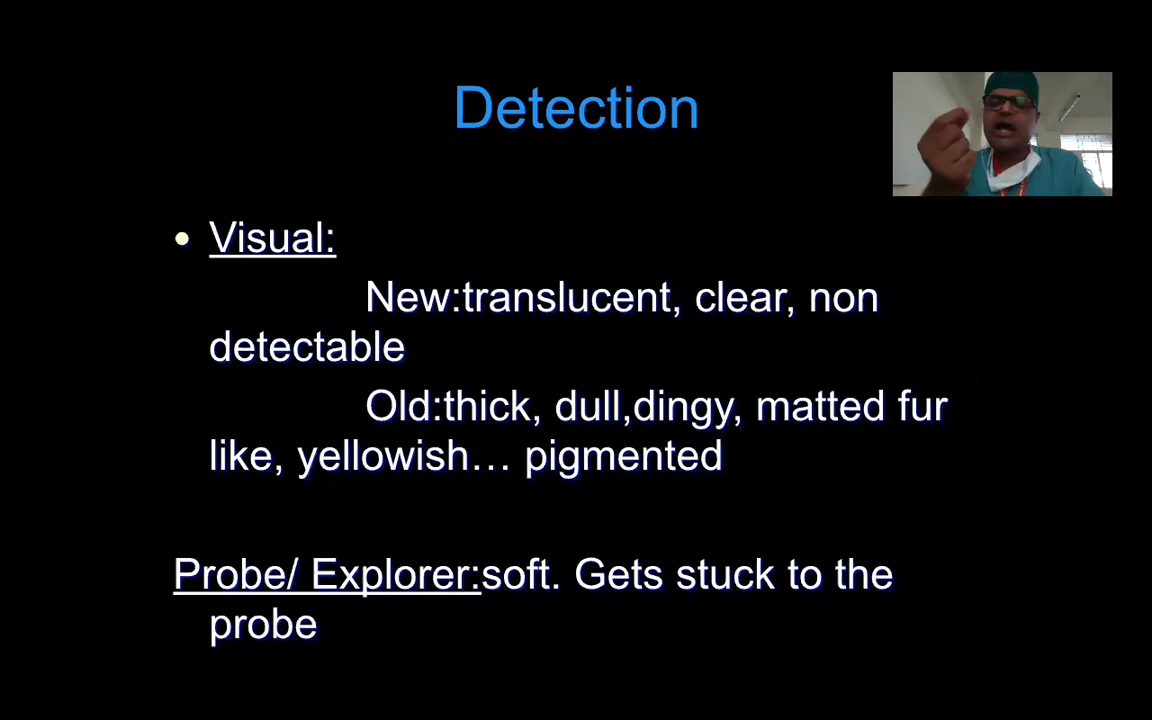 Detection
• Visual:
New:translucent, clear, non
detectable
Old:thick, dull,dingy, matted fur
like, yellowish… pigmented
Probe/ Explorer:soft. Gets stuck to the
probe